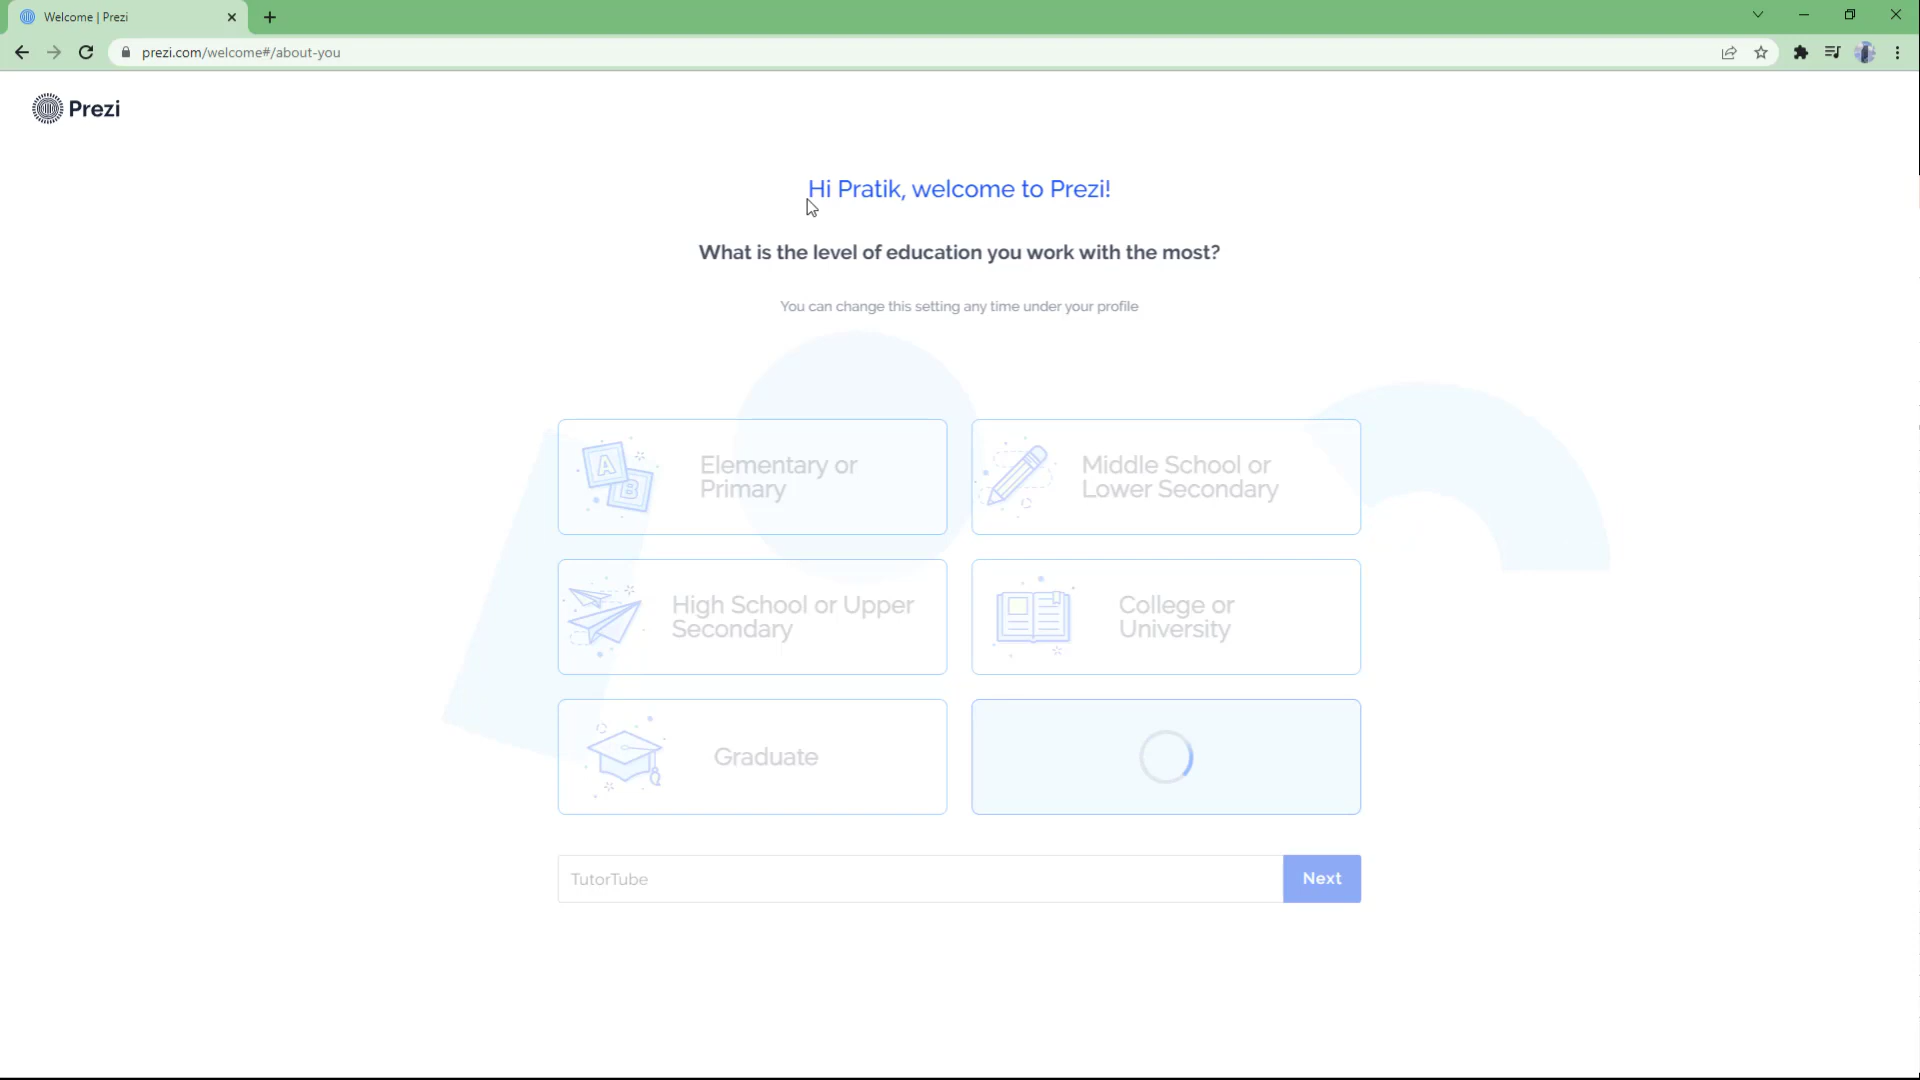 Welcome | Prezi
prezi.com/welcome#/about-you
Prezi
Hi Pratik, welcome to Prezi!
What is the level of education you work with the most?
You can change this setting any time under your profile
A
B
Elementary or
Primary
Middle School or
Lower Secondary
High School or Upper
Secondary
College or
University
Graduate
TutorTube
Next